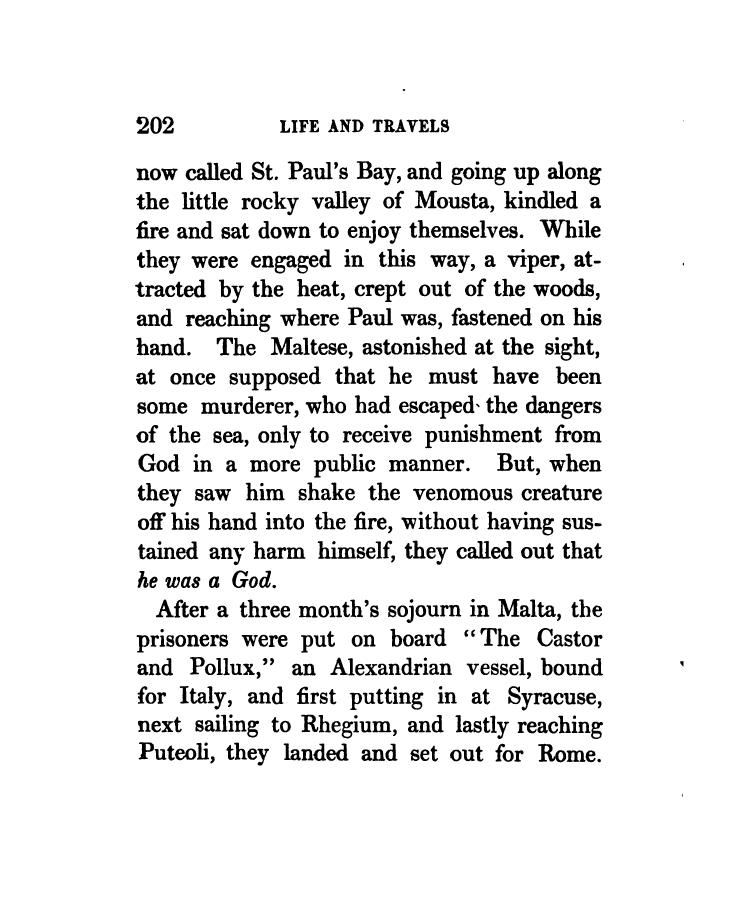 202 LIFE AND TRAVELS
now called St. Paul's Bay, and going up along
the little rocky valley of Mousta, kindled a
fire and sat down to enjoy themselves. While
they were engaged in this way, a viper, at-
tracted by the heat, crept out of the woods,
and reaching where Paul was, fastened on his
hand. The Maltese, astonished at the sight,
at once supposed that he must have been
some murderer, who had escaped the dangers
of the sea, only to receive punishment from
God in a more public manner. But, when
they saw him shake the venomous creature
off his hand into the fire, without having sus-
tained any harm himself, they called out that
he was a God.
After a three month's sojourn in Malta, the
prisoners were put on board "The Castor
and Pollux," an Alexandrian vessel, bound
for Italy, and first putting in at Syracuse,
next sailing to Rhegium, and lastly reaching
Puteoli, they landed and set out for Rome.